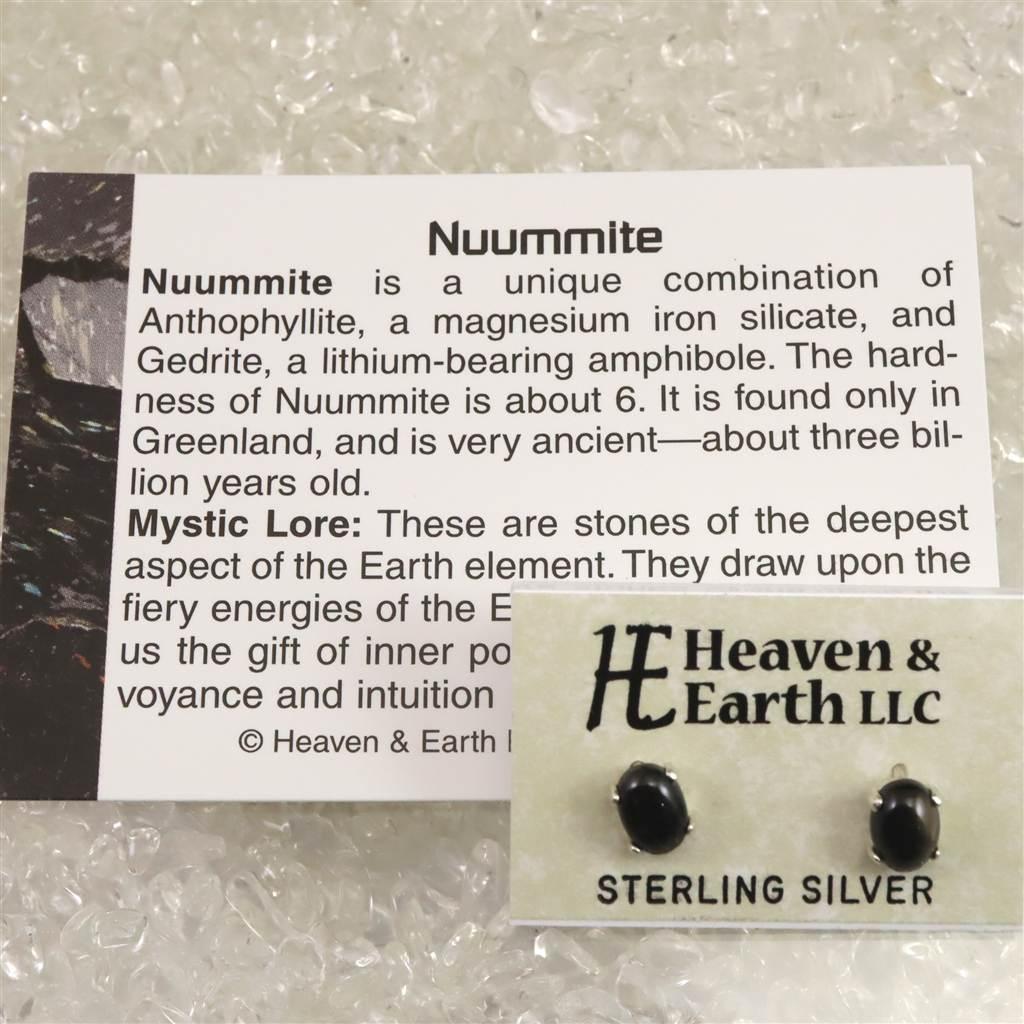 Nuummite
Nuummite is a unique combination of
Anthophyllite, a magnesium iron silicate, and
Gedrite, a lithium-bearing amphibole. The hard-
ness of Nuummite is about 6. It is found only in
Greenland, and is very ancient—about three bil-
lion years old.
Mystic Lore: These are stones of the deepest
aspect of the Earth element. They draw upon the
fiery energies of the
us the gift of inner
voyance and intuition
© Heaven & Earth
HE Heaven &
Earth LLC
STERLING SILVER